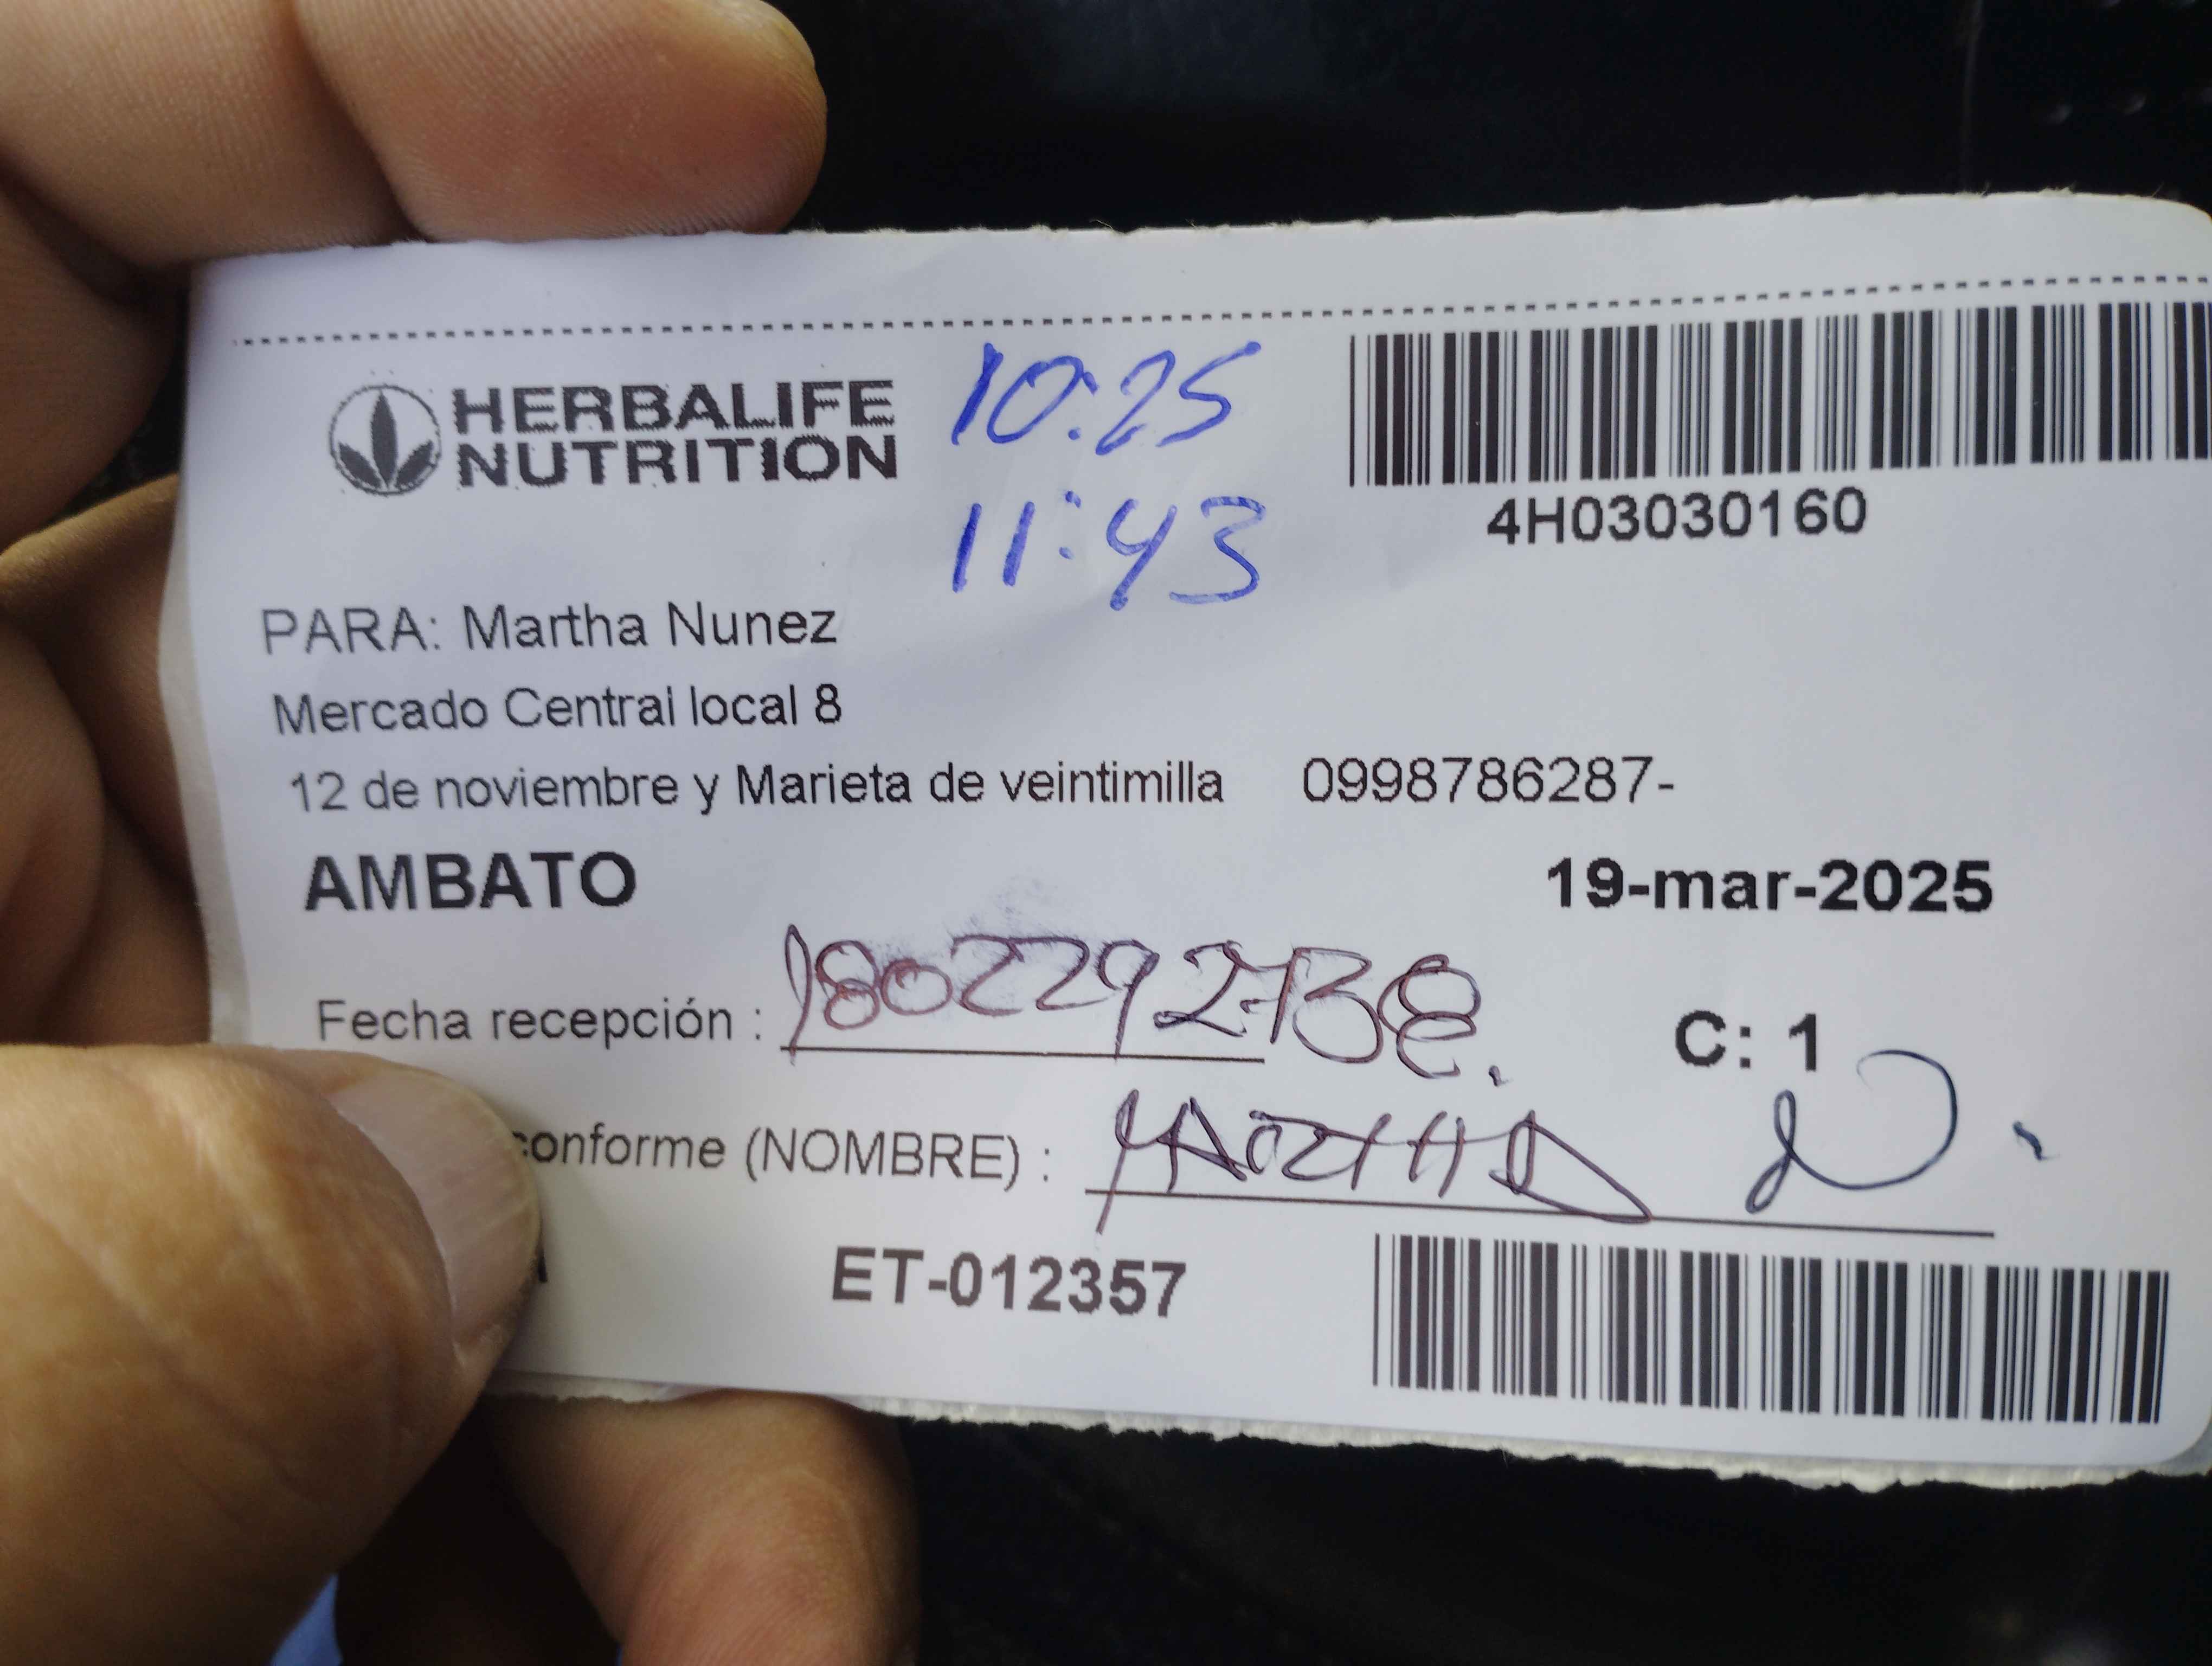 HERBALIFE
NUTRITION
10:25
11:43
4H03030160
PARA: Martha Nunez
Mercado Central local 8
12 de noviembre y Marieta de veintimilla 0998786287-
AMBATO
19-mar-2025
Fecha recepción :
C: 1
conforme (NOMBRE) : MARTHA N.
ET-012357